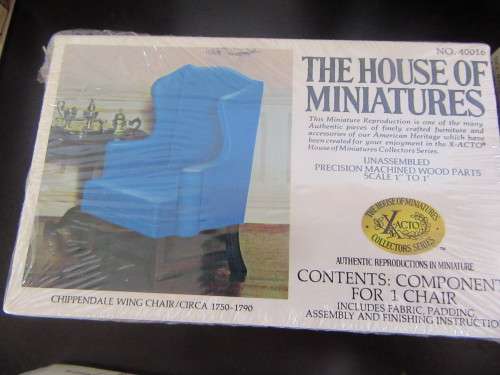 NO. 40016
THE HOUSE OF
MINIATURES
This Miniature Reproduction is one of the many
Authentic pieces of finely crafted furniture and
accessories of our American Heritage which have
been created for your enjoyment in the X-ACTO®
House of Miniatures Collectors Series.
UNASSEMBLED
PRECISION MACHINED WOOD PARTS
SCALE 1" TO 1'
THE HOUSE OF MINIATURES
X-ACTO
COLLECTORS SERIES
TM
AUTHENTIC REPRODUCTIONS IN MINIATURE
CONTENTS: COMPONEN
FOR 1 CHAIR
INCLUDES FABRIC, PADDING,
ASSEMBLY AND FINISHING INSTRUCTION
CHIPPENDALE WING CHAIR/CIRCA 1750-1790